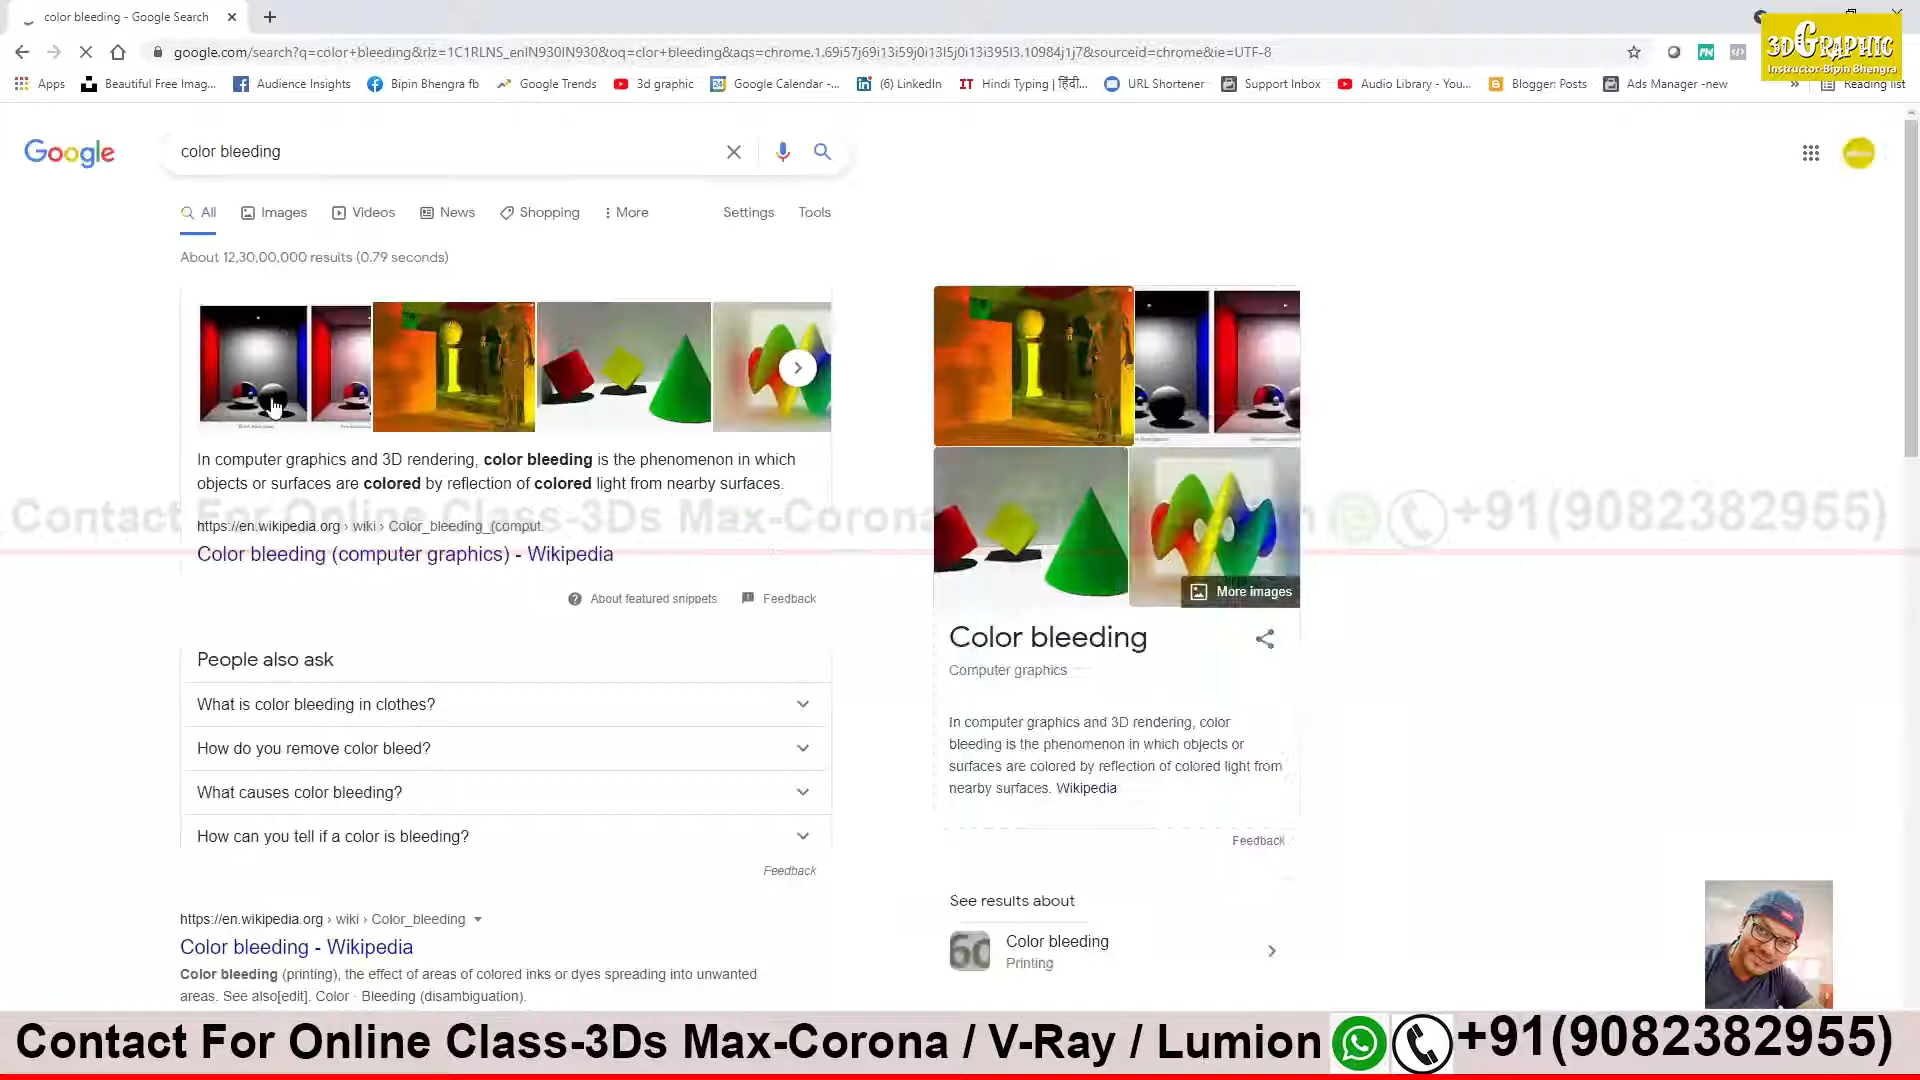 color bleeding - Google Search
google.com/search?q=color+bleeding&rlz=1C1RLNS_enIN930IN930&oq=clor+bleeding&aqs=chrome.1.69i57j69i13i59j0i13l5j0i13i395l3.10984j1j7&sourceid=chrome&ie=UTF-8
3dGRAPHIC
Instructor-Bipin Bhengra
Apps
Beautiful Free Imag...
Audience Insights
Bipin Bhengra fb
Google Trends
3d graphic
Google Calendar -...
(6) LinkedIn
Hindi Typing | हिंदी...
URL Shortener
Support Inbox
Audio Library - You...
Blogger: Posts
Ads Manager -new
Reading list
Google
color bleeding
All
Images
Videos
News
Shopping
More
Settings
Tools
About 12,30,00,000 results (0.79 seconds)
In computer graphics and 3D rendering, color bleeding is the phenomenon in which
objects or surfaces are colored by reflection of colored light from nearby surfaces.
https://en.wikipedia.org › wiki › Color_bleeding_(comput.
Color bleeding (computer graphics) - Wikipedia
About featured snippets
Feedback
People also ask
What is color bleeding in clothes?
How do you remove color bleed?
What causes color bleeding?
How can you tell if a color is bleeding?
Feedback
https://en.wikipedia.org › wiki › Color_bleeding
Color bleeding - Wikipedia
Color bleeding (printing), the effect of areas of colored inks or dyes spreading into unwanted
areas. See also[edit]. Color · Bleeding (disambiguation).
More images
Color bleeding
Computer graphics
In computer graphics and 3D rendering, color
bleeding is the phenomenon in which objects or
surfaces are colored by reflection of colored light from
nearby surfaces. Wikipedia
Feedback
See results about
Color bleeding
Printing
Contact For Online Class-3Ds Max-Corona +91(9082382955)
Contact For Online Class-3Ds Max-Corona / V-Ray / Lumion +91(9082382955)